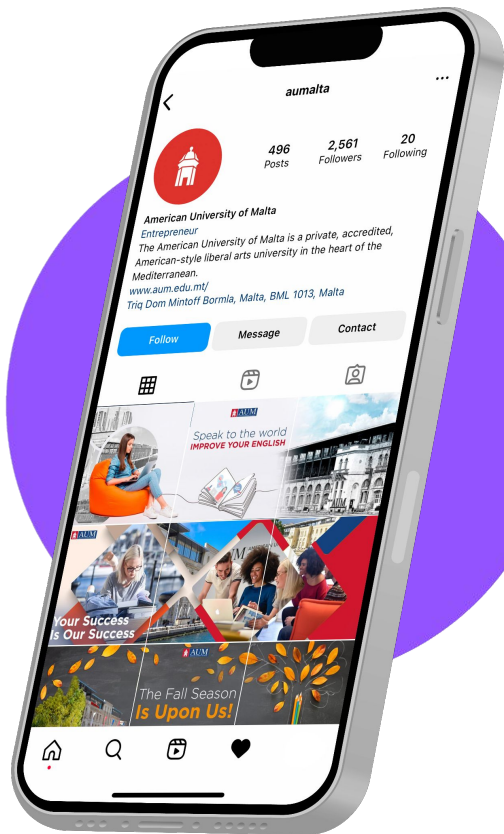 aumalta
496
Posts
2,561
Followers
20
Following
American University of Malta
Entrepreneur
The American University of Malta is a private, accredited,
American-style liberal arts university in the heart of the
Mediterranean.
www.aum.edu.mt/
Triq Dom Mintoff Bormla, Malta, BML 1013, Malta
Follow
Message
Contact
AUM
Speak to the world
IMPROVE YOUR ENGLISH
AUM
Your Success
Is Our Success
AUM
The Fall Season
Is Upon Us!